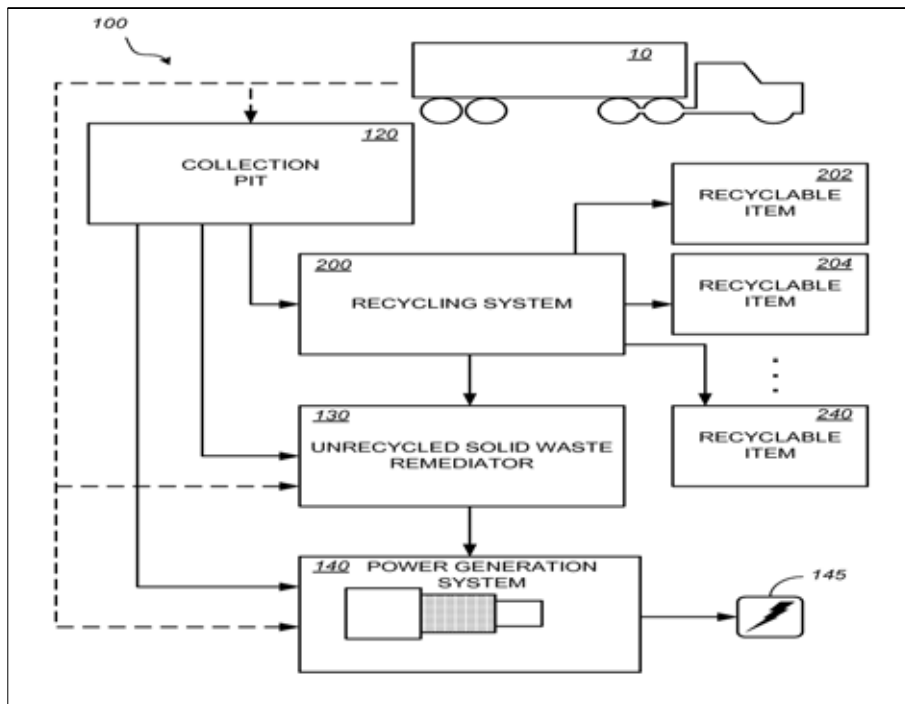 100
10
120
COLLECTION
PIT
202
RECYCLABLE
ITEM
200
RECYCLING SYSTEM
204
RECYCLABLE
ITEM
130
UNRECYCLED SOLID WASTE
REMEDIATOR
240
RECYCLABLE
ITEM
140 POWER GENERATION
SYSTEM
145